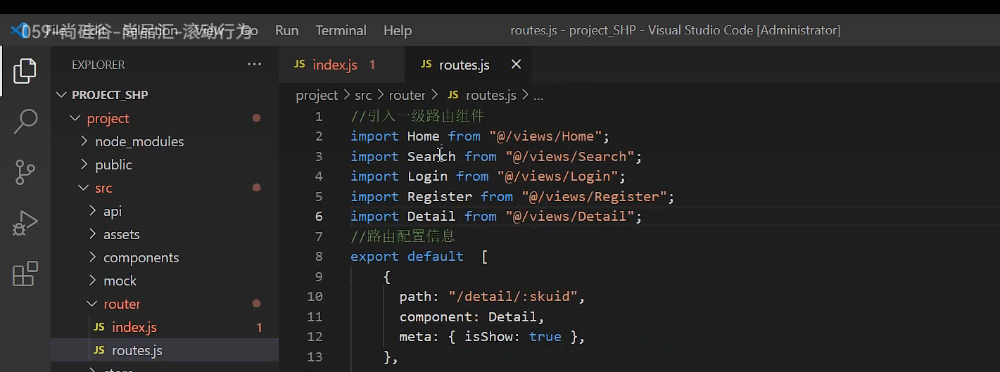 059-尚硅谷-尚品汇-滚动行为
File Edit Selection View Go Run Terminal Help
routes.js - project_SHP - Visual Studio Code [Administrator]
EXPLORER ···
PROJECT_SHP
project
node_modules
public
src
api
assets
components
mock
router
JS index.js 1
JS routes.js
JS index.js 1
JS routes.js ×
project > src > router > JS routes.js > ...
1 //引入一级路由组件
2 import Home from "@/views/Home";
3 import Search from "@/views/Search";
4 import Login from "@/views/Login";
5 import Register from "@/views/Register";
6 import Detail from "@/views/Detail";
7 //路由配置信息
8 export default [
9 {
10 path: "/detail/:skuid",
11 component: Detail,
12 meta: { isShow: true },
13 },